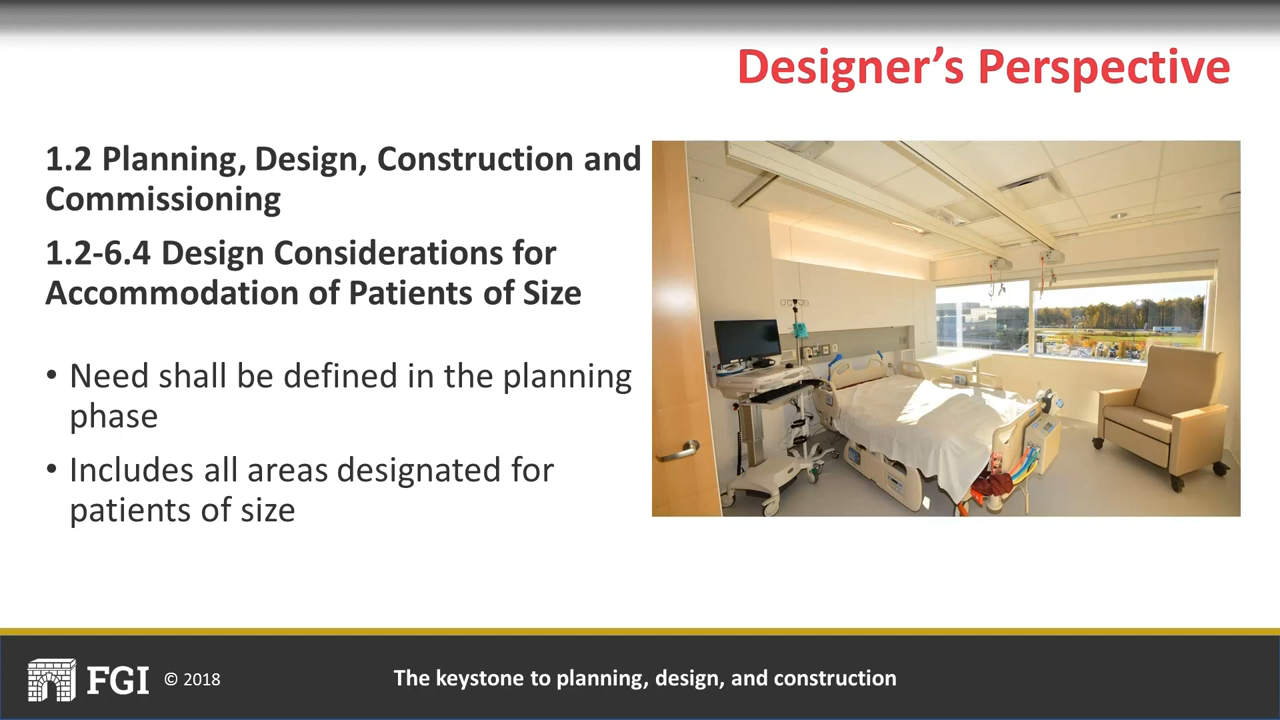 Designer’s Perspective
1.2 Planning, Design, Construction and
Commissioning
1.2-6.4 Design Considerations for
Accommodation of Patients of Size
• Need shall be defined in the planning
phase
• Includes all areas designated for
patients of size
FGI © 2018
The keystone to planning, design, and construction